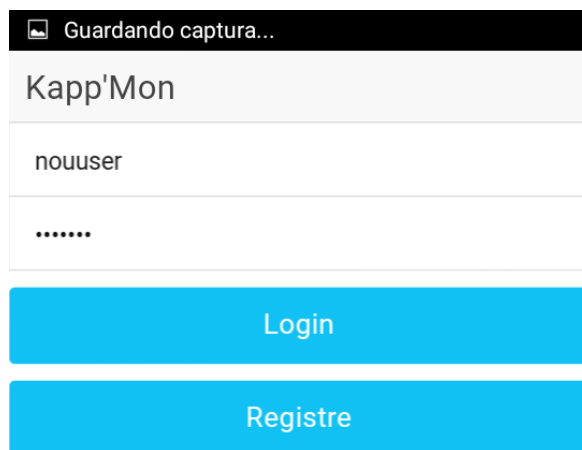 Guardando captura...
Kapp'Mon
nouuser
•••••••
Login
Registre